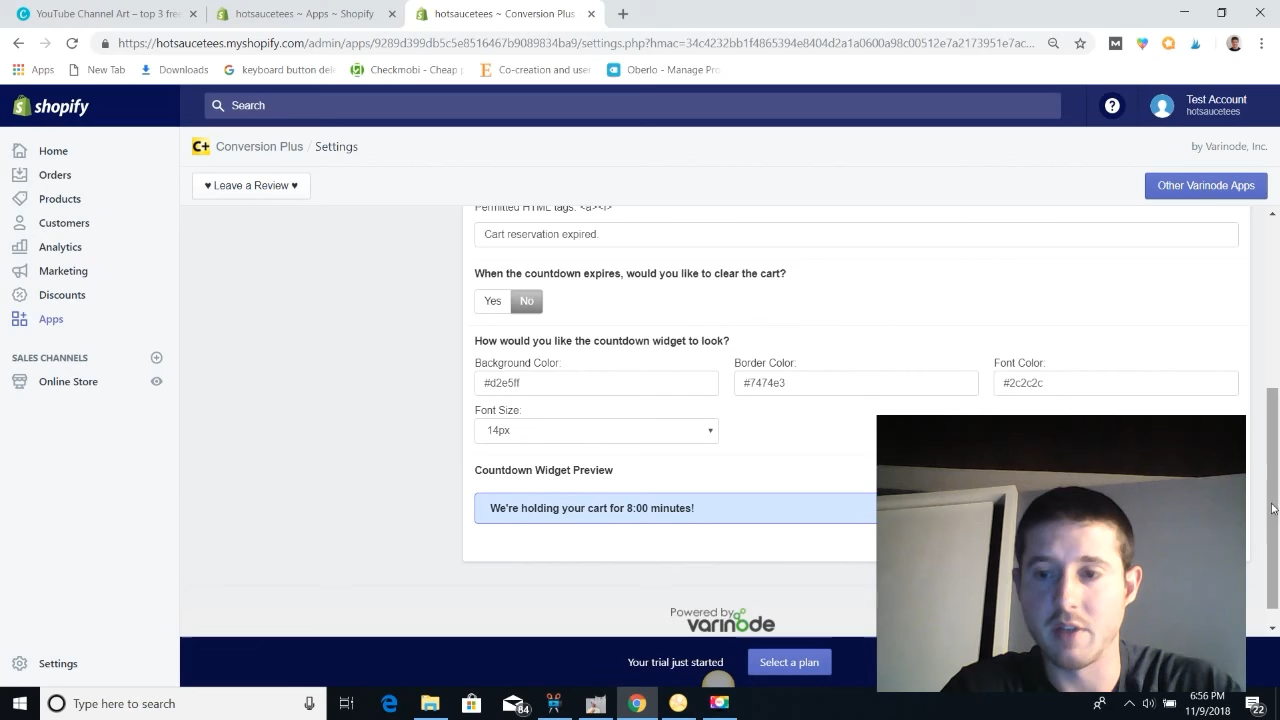 YouTube Channel Art – top 3 free
hotsaucetees ~ Apps ~ Shopify
hotsaucetees ~ Conversion Plus
https://hotsaucetees.myshopify.com/admin/apps/9289d399db5c5e8516467b9089834ba9/settings.php?hmac=34c4232bb1f4865394e8404d2a1a0600a98c00512e7a2173951e7ac...
Apps
New Tab
Downloads
keyboard button del
Checkmobi - Cheap p
Co-creation and user
Oberlo - Manage Pro
shopify
Search
Test Account
hotsaucetees
Home
Orders
Products
Customers
Analytics
Marketing
Discounts
Apps
SALES CHANNELS
Online Store
Settings
C+ Conversion Plus / Settings
by Varinode, Inc.
♥ Leave a Review ♥
Other Varinode Apps
Permitted HTML tags: <a><i>
Cart reservation expired.
When the countdown expires, would you like to clear the cart?
Yes No
How would you like the countdown widget to look?
Background Color: Border Color: Font Color:
#d2e5ff #7474e3 #2c2c2c
Font Size:
14px
Countdown Widget Preview
We're holding your cart for 8:00 minutes!
Powered by
varinode
Your trial just started
Select a plan
Type here to search
84
6:56 PM
11/9/2018
22